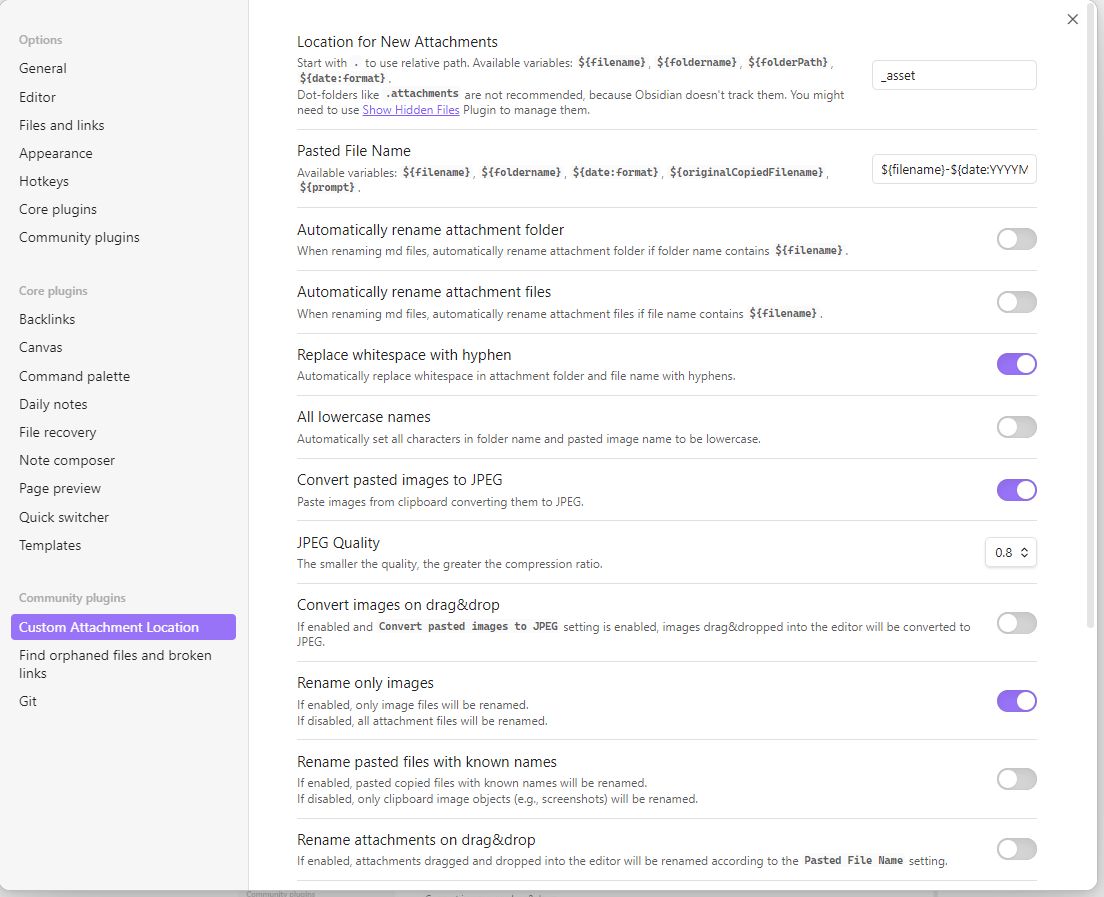 Options
General
Editor
Files and links
Appearance
Hotkeys
Core plugins
Community plugins
Core plugins
Backlinks
Canvas
Command palette
Daily notes
File recovery
Note composer
Page preview
Quick switcher
Templates
Community plugins
Custom Attachment Location
Find orphaned files and broken
links
Git
Location for New Attachments
Start with . to use relative path. Available variables: ${filename}, ${foldername}, ${folderPath},
${date:format}.
Dot-folders like .attachments are not recommended, because Obsidian doesn't track them. You might
need to use Show Hidden Files Plugin to manage them.
_asset
Pasted File Name
Available variables: ${filename}, ${foldername}, ${date:format}, ${originalCopiedFilename},
${prompt}.
${filename}-${date:YYYYM
Automatically rename attachment folder
When renaming md files, automatically rename attachment folder if folder name contains ${filename}.
Automatically rename attachment files
When renaming md files, automatically rename attachment files if file name contains ${filename}.
Replace whitespace with hyphen
Automatically replace whitespace in attachment folder and file name with hyphens.
All lowercase names
Automatically set all characters in folder name and pasted image name to be lowercase.
Convert pasted images to JPEG
Paste images from clipboard converting them to JPEG.
JPEG Quality
The smaller the quality, the greater the compression ratio.
0.8
Convert images on drag&drop
If enabled and Convert pasted images to JPEG setting is enabled, images drag&dropped into the editor will be converted to
JPEG.
Rename only images
If enabled, only image files will be renamed.
If disabled, all attachment files will be renamed.
Rename pasted files with known names
If enabled, pasted copied files with known names will be renamed.
If disabled, only clipboard image objects (e.g., screenshots) will be renamed.
Rename attachments on drag&drop
If enabled, attachments dragged and dropped into the editor will be renamed according to the Pasted File Name setting.
Community plugins